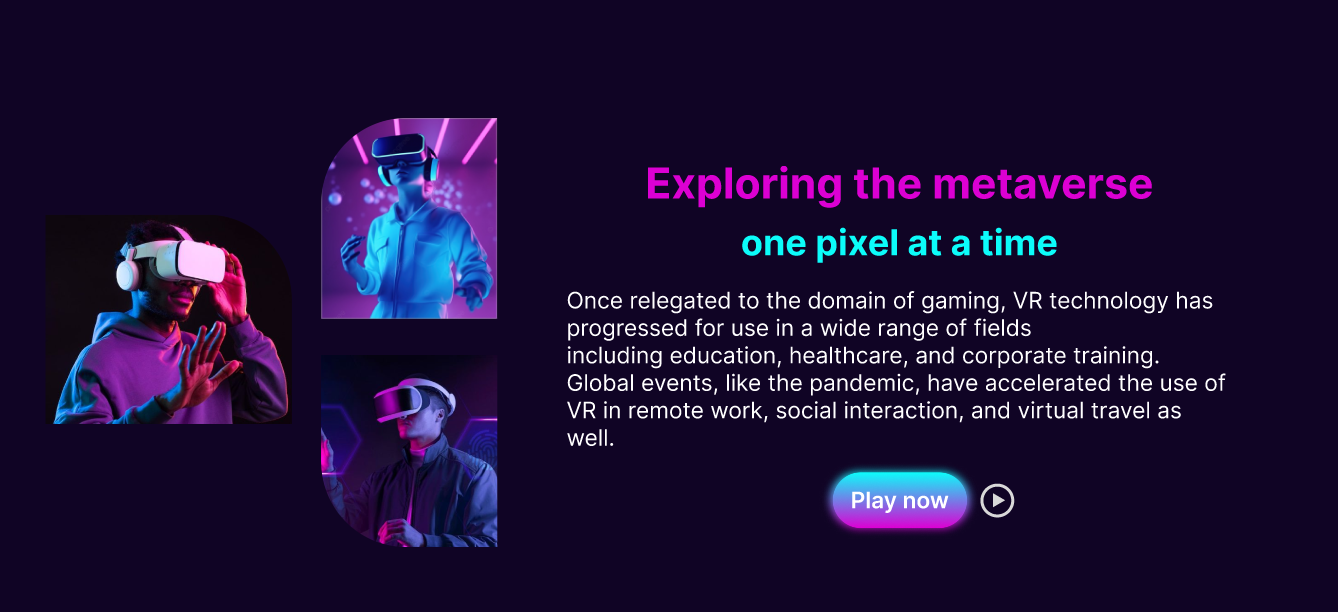 Exploring the metaverse
one pixel at a time
Once relegated to the domain of gaming, VR technology has
progressed for use in a wide range of fields
including education, healthcare, and corporate training.
Global events, like the pandemic, have accelerated the use of
VR in remote work, social interaction, and virtual travel as
well.
Play now